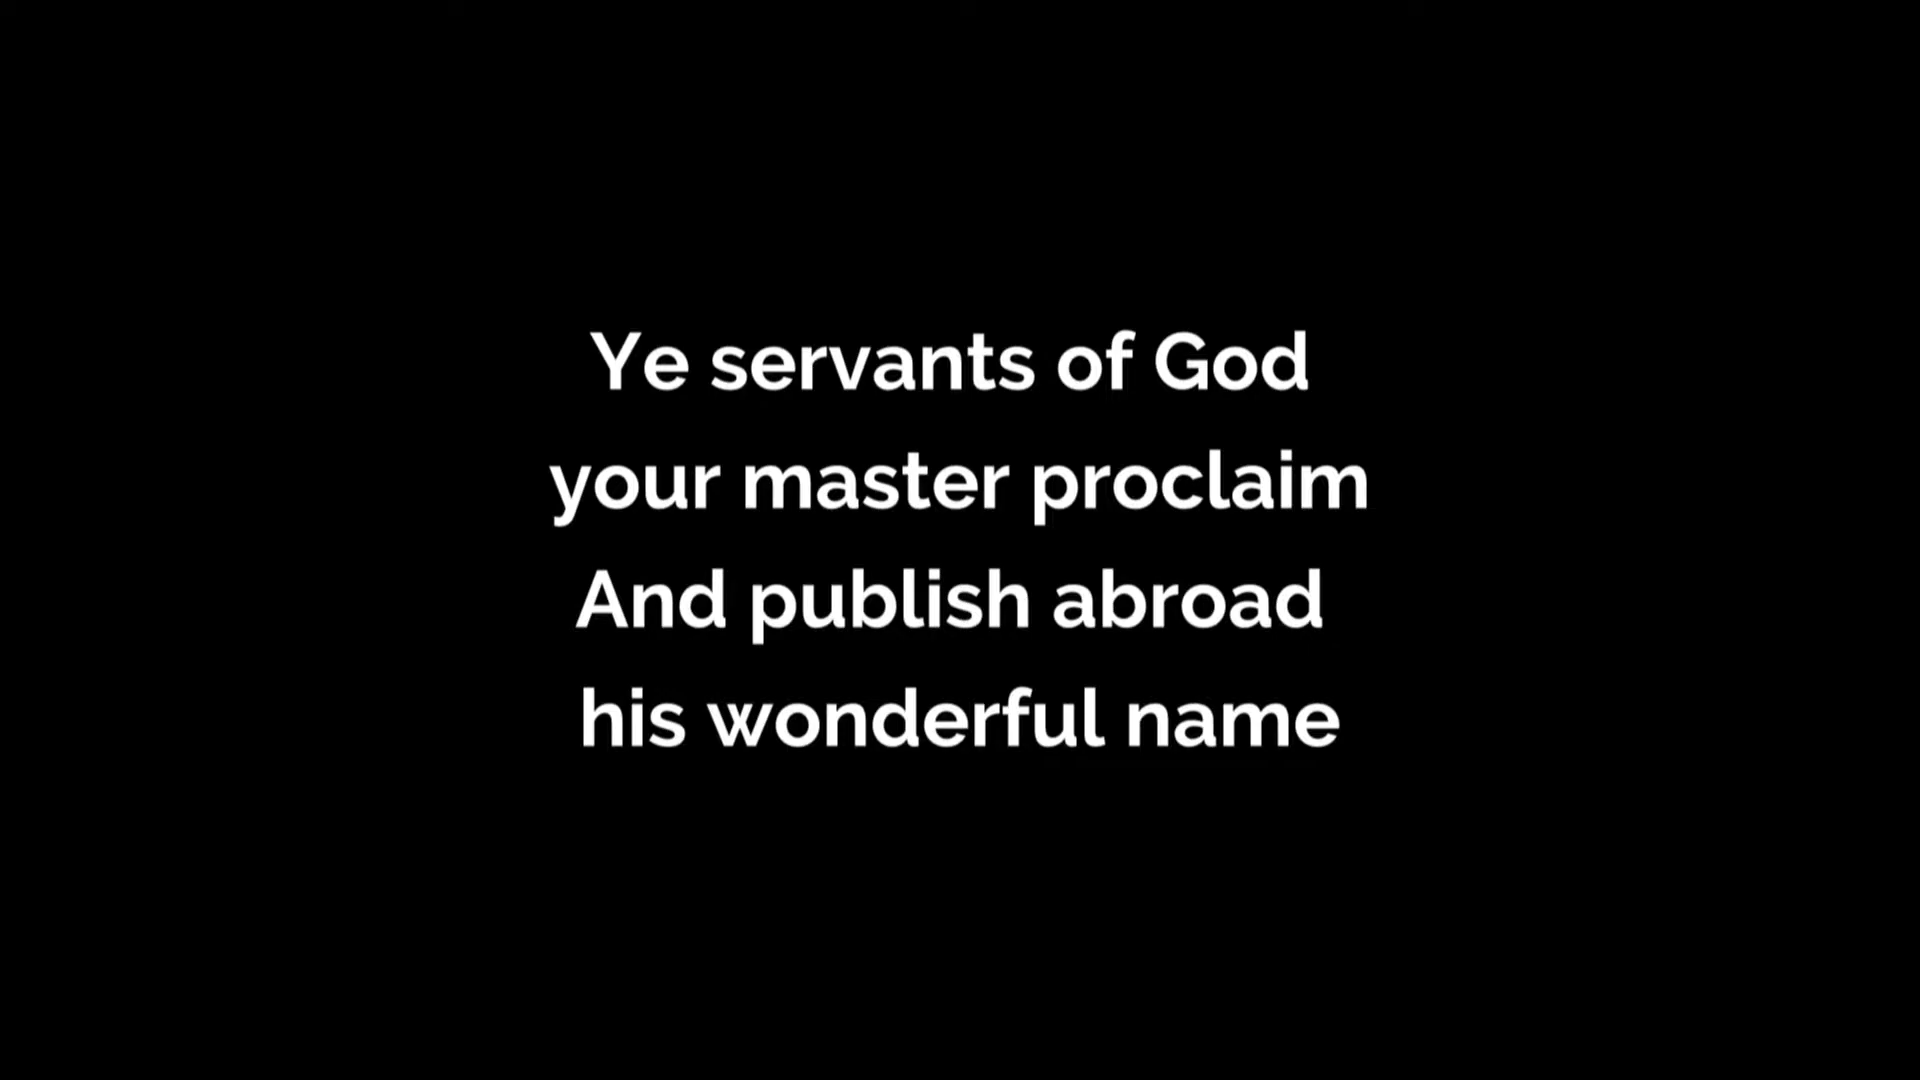 Ye servants of God
your master proclaim
And publish abroad
his wonderful name